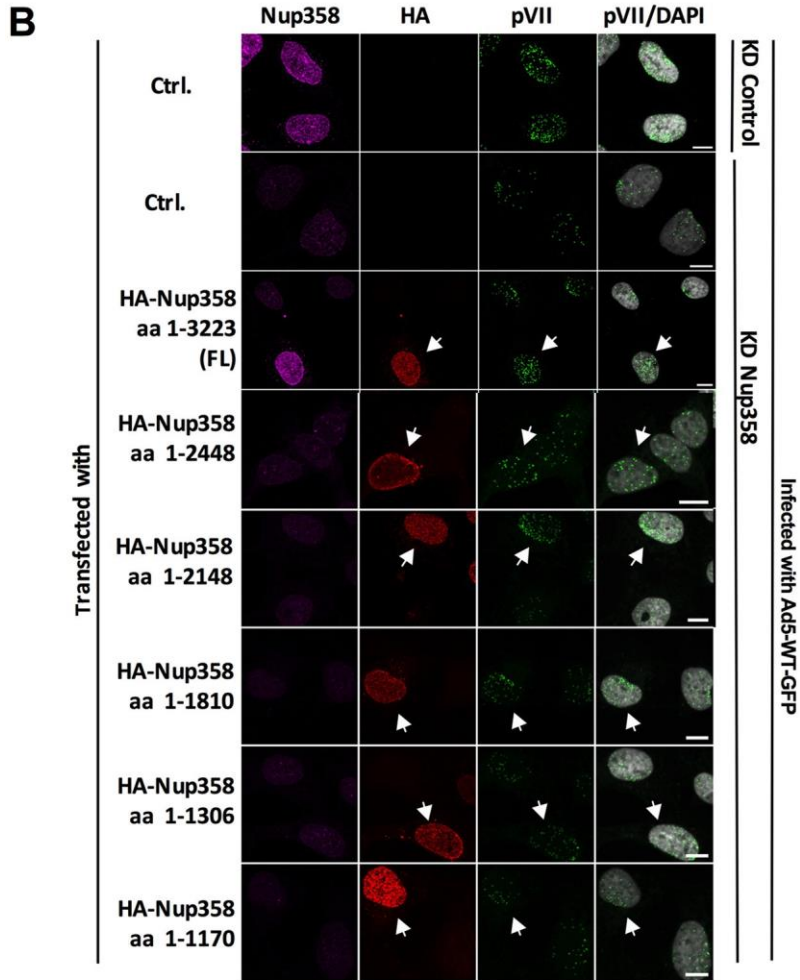 B
Nup358 HA pVII pVII/DAPI
Ctrl.
Ctrl.
HA-Nup358
aa 1-3223
(FL)
HA-Nup358
aa 1-2448
HA-Nup358
aa 1-2148
HA-Nup358
aa 1-1810
HA-Nup358
aa 1-1306
HA-Nup358
aa 1-1170
Transfected with
KD Control
KD Nup358
Infected with Ad5-WT-GFP